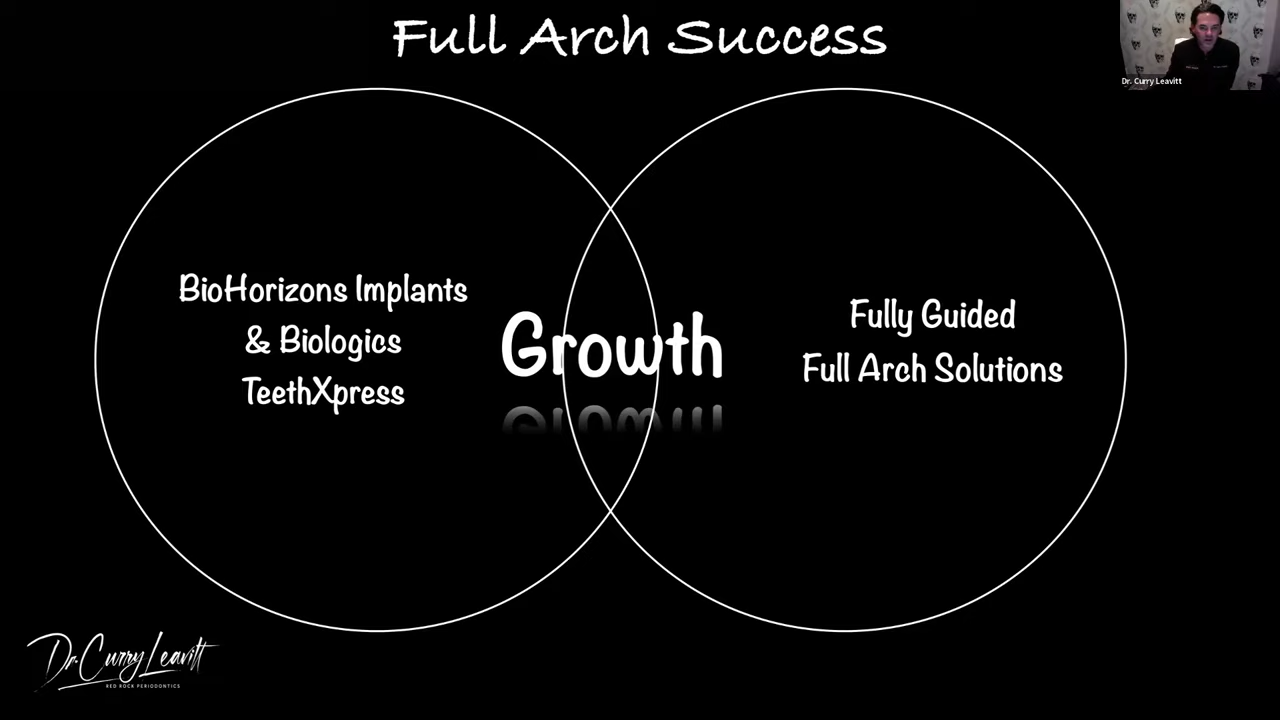 Full Arch Success
Dr. Curry Leavitt
BioHorizons Implants
& Biologics
TeethXpress
Growth
Fully Guided
Full Arch Solutions
Dr. Curry Leavitt
RED ROCK PERIODONTICS